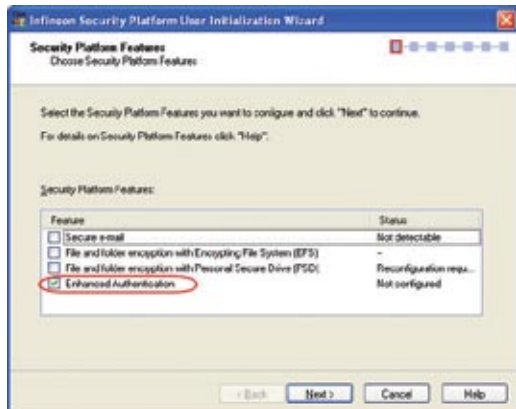 Infineon Security Platform User Initialization Wizard
Security Platform Features
Choose Security Platform Features
Select the Security Platform Features you want to configure and click "Next" to continue.
For details on Security Platform Features click "Help".
Security Platform Features:
Feature Status
Secure e-mail Not detectable
File and folder encryption with Encrypting File System (EFS) -
File and folder encryption with Personal Secure Drive (PSD) Reconfiguration requ...
Enhanced Authentication Not configured
< Back Next > Cancel Help